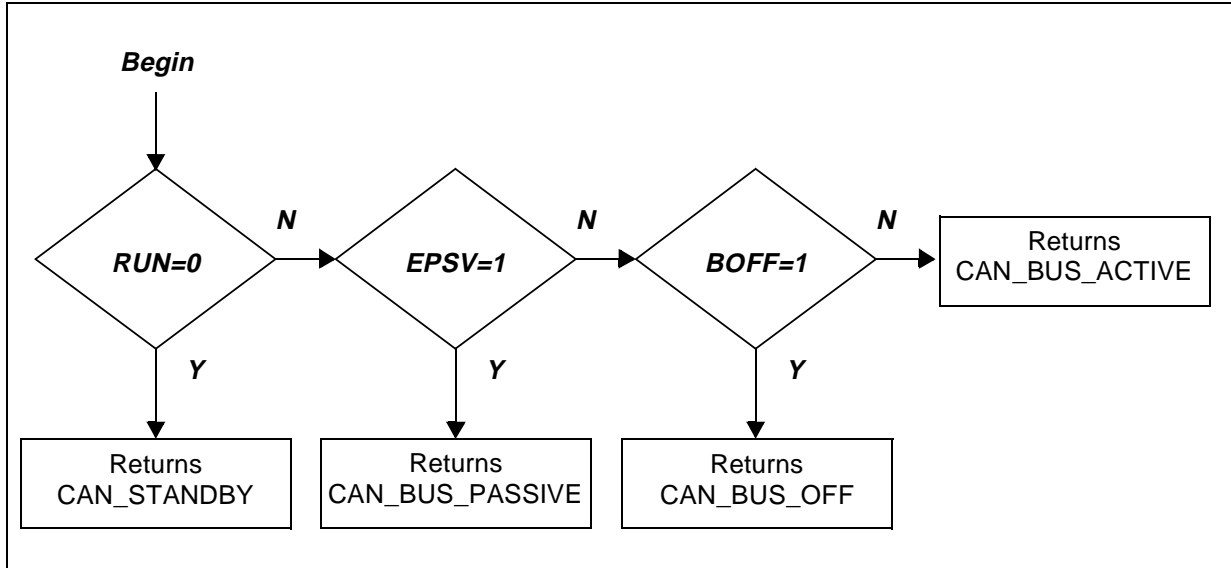 Begin
RUN=0
N
EPSV=1
N
BOFF=1
N
Returns
CAN_BUS_ACTIVE
Y
Y
Y
Returns
CAN_STANDBY
Returns
CAN_BUS_PASSIVE
Returns
CAN_BUS_OFF